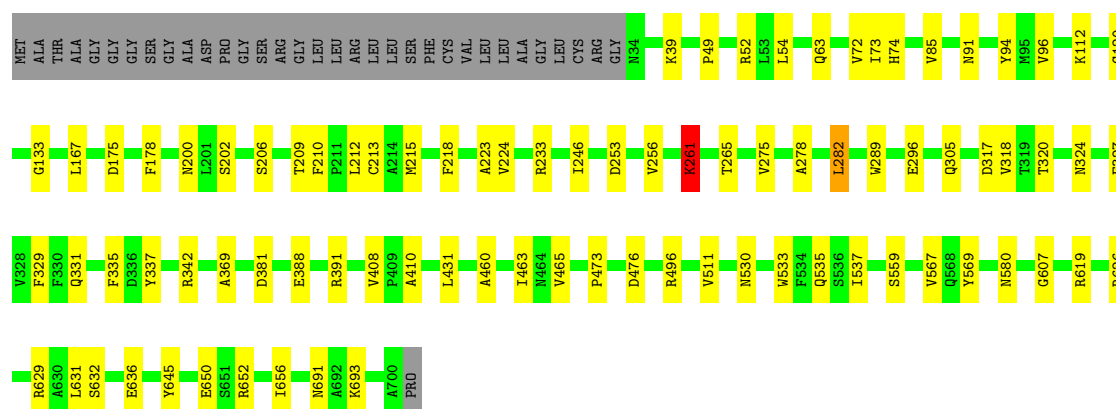 MET ALA THR ALA ALA GLY GLY GLY SER GLY ALA ASP PRO GLY SER ARG GLY LEU LEU ARG LEU LEU SER PHE CYS VAL LEU LEU ALA GLY LEU CYS ARG GLY N34 K39 P49 R52 L53 L54 Q63 V72 I73 H74 V85 N91 Y94 M95 V96 K112
G133 L167 D175 F178 N200 L201 S202 S206 T209 F210 P211 L212 C213 A214 M215 F218 A223 V224 R233 I246 D253 V256 K261 T265 V275 A278 L282 W289 E296 Q305 D317 V318 T319 T320 N324
V328 F329 F330 Q331 F335 D336 Y337 R342 A369 D381 E388 R391 V408 P409 A410 L431 A460 I463 N464 V465 P473 D476 R496 V511 N530 W533 F534 Q535 S536 I537 S559 V567 Q568 Y569 N580 G607 R619
R629 A630 L631 S632 E636 Y645 E650 S651 R652 I656 N691 A692 K693 A700 PRO